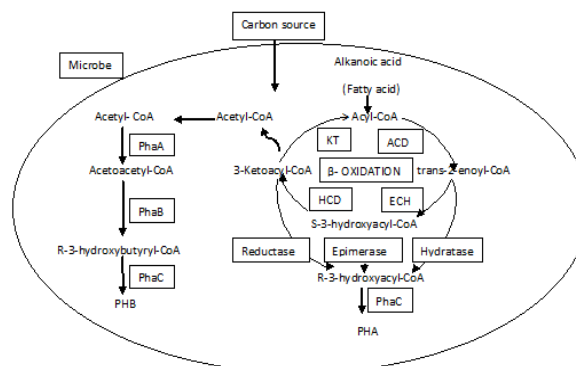 Carbon source
Microbe
Alkanoic acid
(Fatty acid)
Acetyl- CoA
Acetyl-CoA
Acyl-CoA
PhaA
KT
ACD
Acetoacetyl-CoA
3-Ketoacyl-CoA
β- OXIDATION
trans-2-enoyl-CoA
PhaB
HCD
ECH
S-3-hydroxyacyl-CoA
R-3-hydroxybutyryl-CoA
Reductase
Epimerase
Hydratase
PhaC
R-3-hydroxyacyl-CoA
PHB
PhaC
PHA